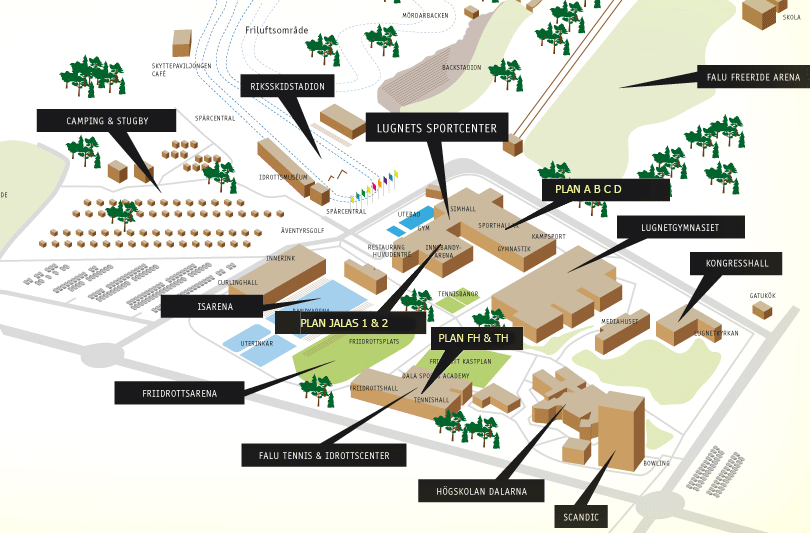 MÖRDARBACKEN
SKOLA
Friluftsområde
SKYTTEPAVILJONGEN
CAFÉ
BACKSTADION
FALU FREERIDE ARENA
RIKSSKIDSTADION
CAMPING & STUGBY
SPÅRCENTRAL
LUGNETS SPORTCENTER
IDROTTSMUSEUM
PLAN A B C D
DE
SPÅRCENTRAL
UTEBAD
SIMHALL
GYM
SPORTHALLAR
LUGNETGYMNASIET
ÄVENTYRSGOLF
KAMPSPORT
RESTAURANG
HUVUDENTRÉ
INNEBANDY-
ARENA
GYMNASTIK
INNERINK
KONGRESSHALL
CURLINGHALL
TENNISBANOR
GATUKÖK
ISARENA
PLAN JALAS 1 & 2
MEDIAHUSET
LUGNETKYRKAN
UTERINKAR
FRIIDROTTSPLATS
PLAN FH & TH
KASTPLAN
DALA SPORTS ACADEMY
FRIIDROTTSHALL
TENNISHALL
FRIIDROTTSARENA
FALU TENNIS & IDROTTSCENTER
BOWLING
HÖGSKOLAN DALARNA
SCANDIC